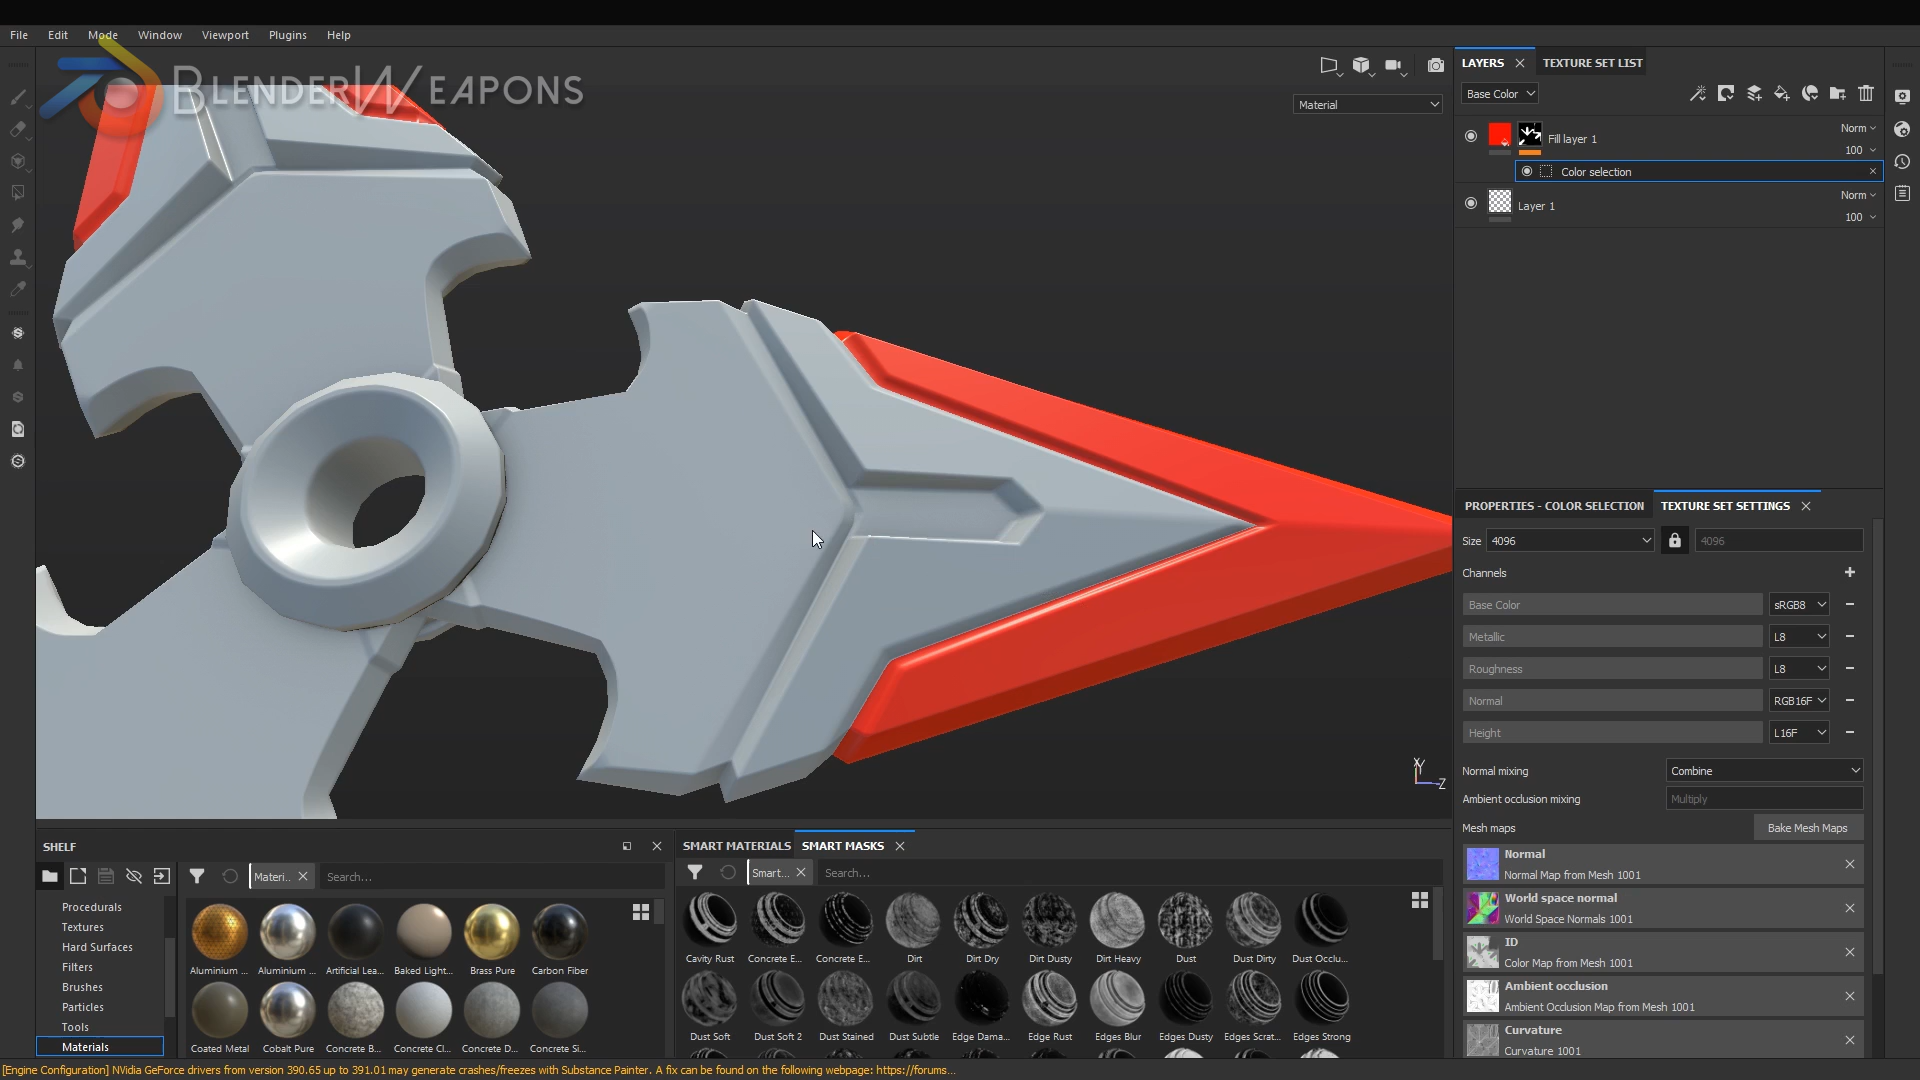 File Edit Mode Window Viewport Plugins Help
BLENDERWEAPONS
Material
LAYERS
TEXTURE SET LIST
Base Color
Fill layer 1
Norm
100
Color selection
Layer 1
Norm
100
PROPERTIES - COLOR SELECTION
TEXTURE SET SETTINGS
Size 4096 4096
Channels
Base Color sRGB8
Metallic L8
Roughness L8
Normal RGB16F
Height L16F
Normal mixing Combine
Ambient occlusion mixing Multiply
Mesh maps Bake Mesh Maps
Normal
Normal Map from Mesh 1001
World space normal
World Space Normals 1001
ID
Color Map from Mesh 1001
Ambient occlusion
Ambient Occlusion Map from Mesh 1001
Curvature
Curvature 1001
Y
Z
SHELF
Materi...
Search...
Procedurals
Textures
Hard Surfaces
Filters
Brushes
Particles
Tools
Materials
Aluminium ... Aluminium ... Artificial Lea... Baked Light... Brass Pure Carbon Fiber
Coated Metal Cobalt Pure Concrete B... Concrete Cl... Concrete D... Concrete Si...
SMART MATERIALS
SMART MASKS
Smart...
Search...
Cavity Rust Concrete E... Concrete E... Dirt Dirt Dry Dirt Dusty Dirt Heavy Dust Dust Dirty Dust Occlu...
Dust Soft Dust Soft 2 Dust Stained Dust Subtle Edge Dama... Edge Rust Edges Blur Edges Dusty Edges Scrat... Edges Strong
[Engine Configuration] NVidia GeForce drivers from version 390.65 up to 391.01 may generate crashes/freezes with Substance Painter. A fix can be found on the following webpage: https://forums...